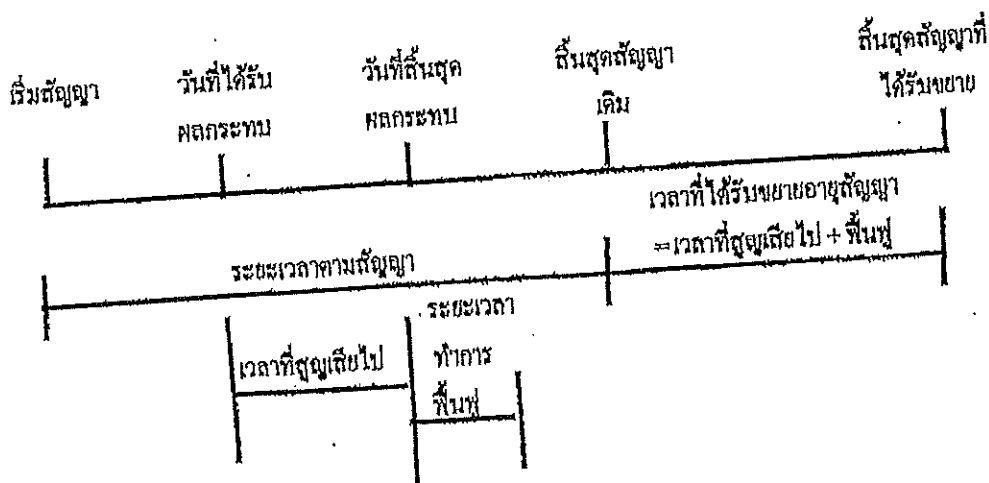 เริ่มสัญญา
วันที่ได้รับ
ผลกระทบ
วันที่สิ้นสุด
ผลกระทบ
สิ้นสุดสัญญา
เดิม
สิ้นสุดสัญญาที่
ได้รับขยาย
เวลาที่ได้รับขยายอายุสัญญา
=เวลาที่สูญเสียไป + ฟื้นฟู
ระยะเวลาตามสัญญา
เวลาที่สูญเสียไป
ระยะเวลา
ทำการ
ฟื้นฟู